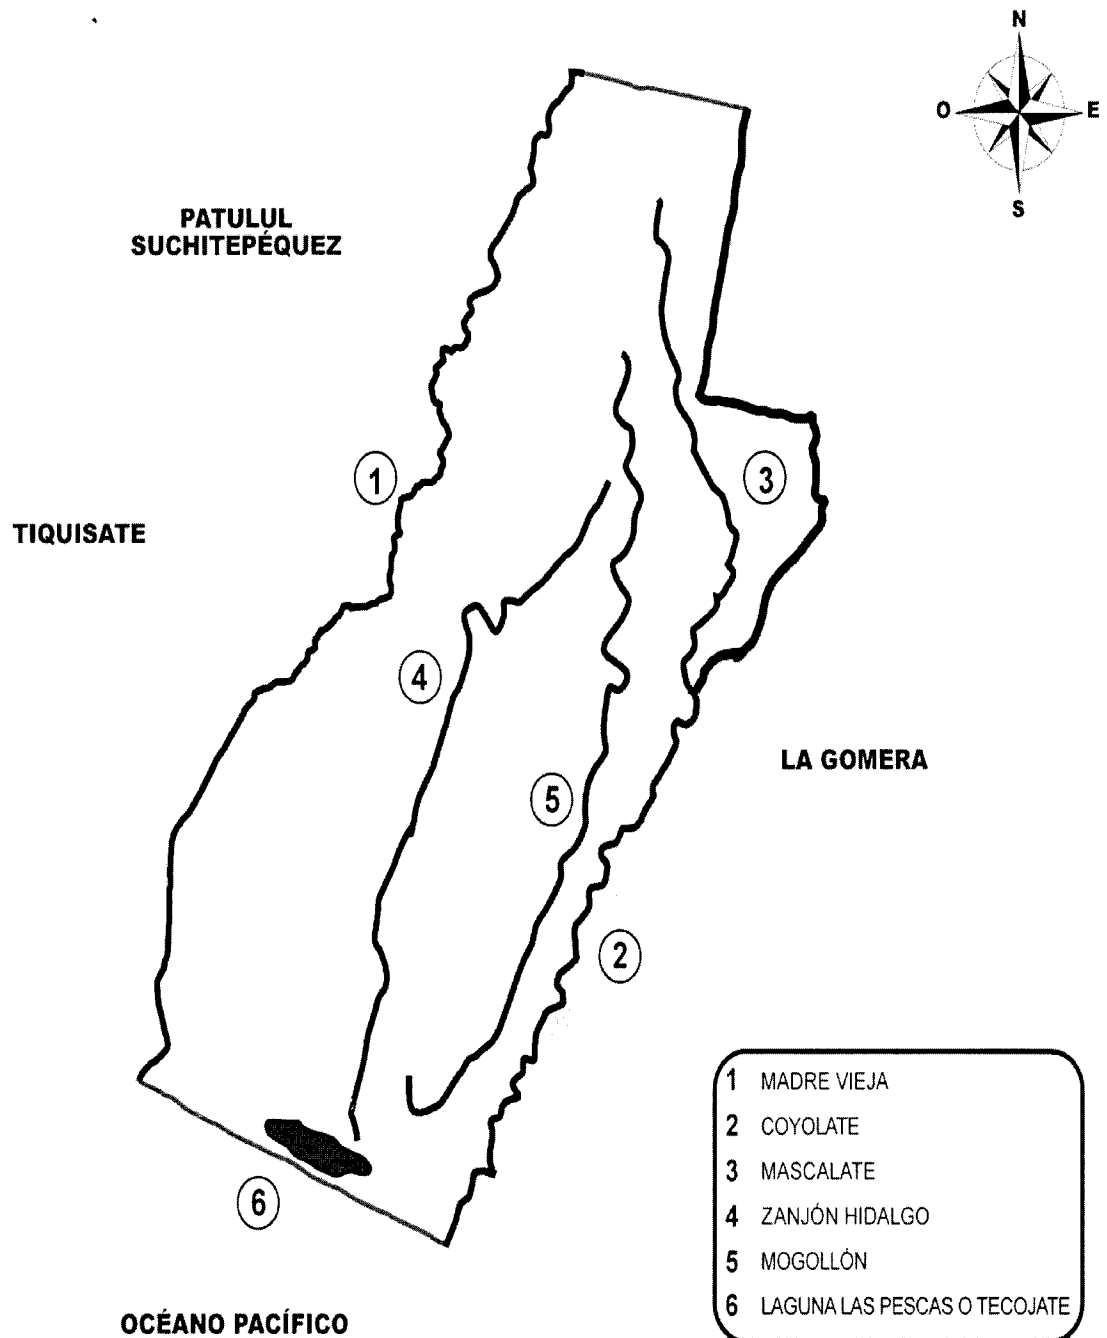 N
O
E
S
PATULUL
SUCHITEPÉQUEZ
1
3
TIQUISATE
4
LA GOMERA
5
2
6
1 MADRE VIEJA
2 COYOLATE
3 MASCALATE
4 ZANJÓN HIDALGO
5 MOGOLLÓN
6 LAGUNA LAS PESCAS O TECOJATE
OCÉANO PACÍFICO